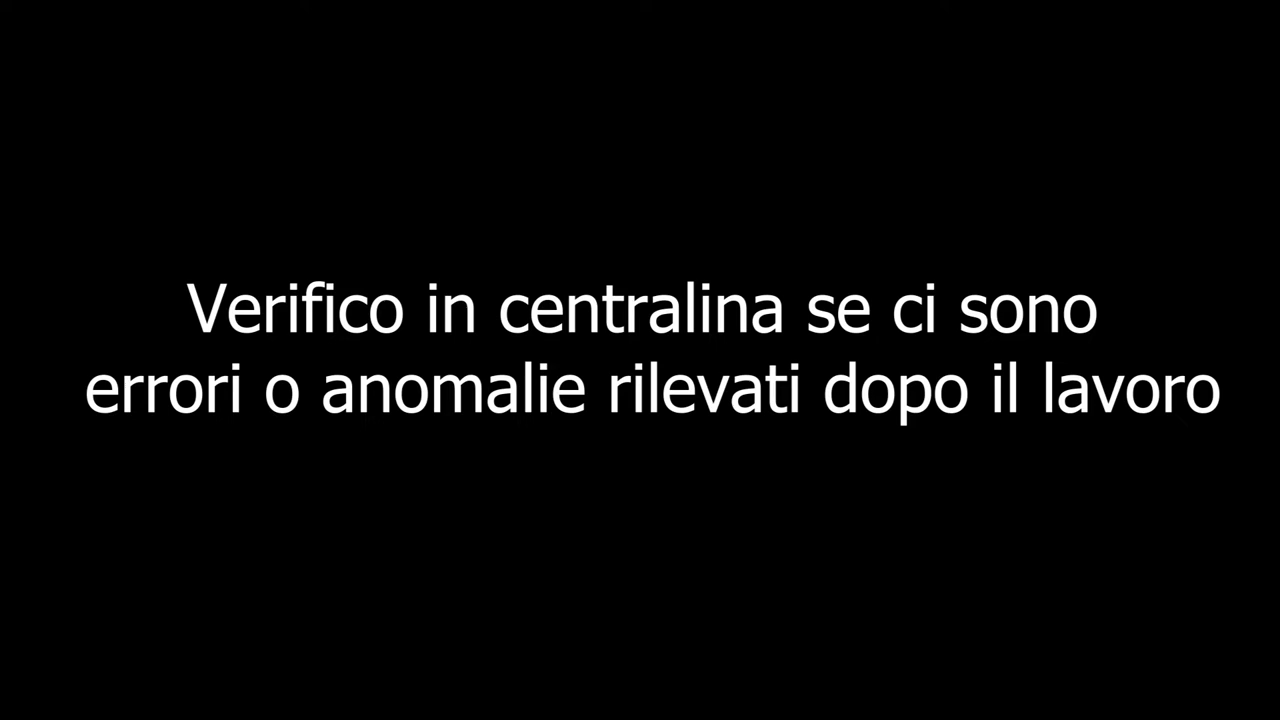 Verifico in centralina se ci sono
errori o anomalie rilevati dopo il lavoro